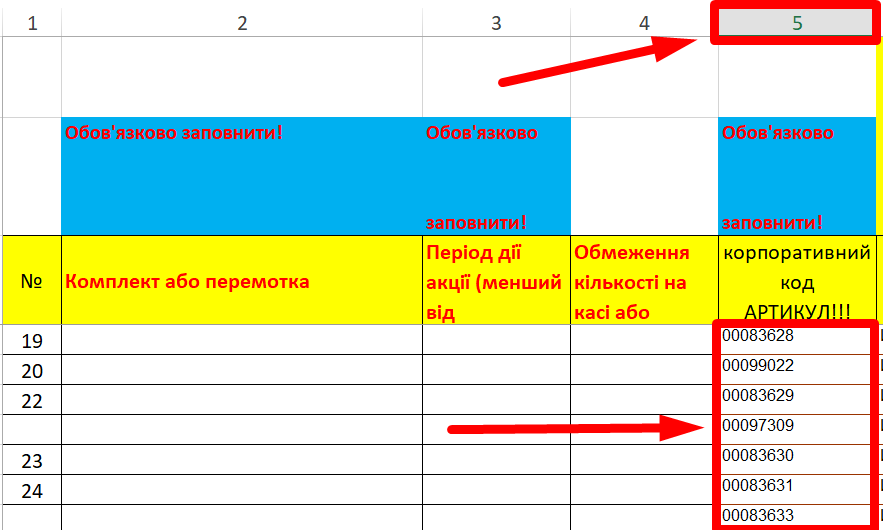 1 2 3 4 5
Обов'язково заповнити! Обов'язково Обов'язково
заповнити! заповнити!
№ Комплект або перемотка Період дії акції (менший від Обмеження кількості на касі або корпоративний код АРТИКУЛ!!!
19 00083628
20 00099022
22 00083629
00097309
23 00083630
24 00083631
00083633